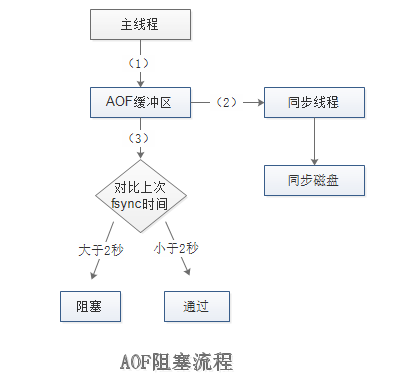 主线程
（1）
AOF缓冲区
（2）
同步线程
（3）
同步磁盘
对比上次
fsync时间
大于2秒
小于2秒
阻塞
通过
AOF阻塞流程